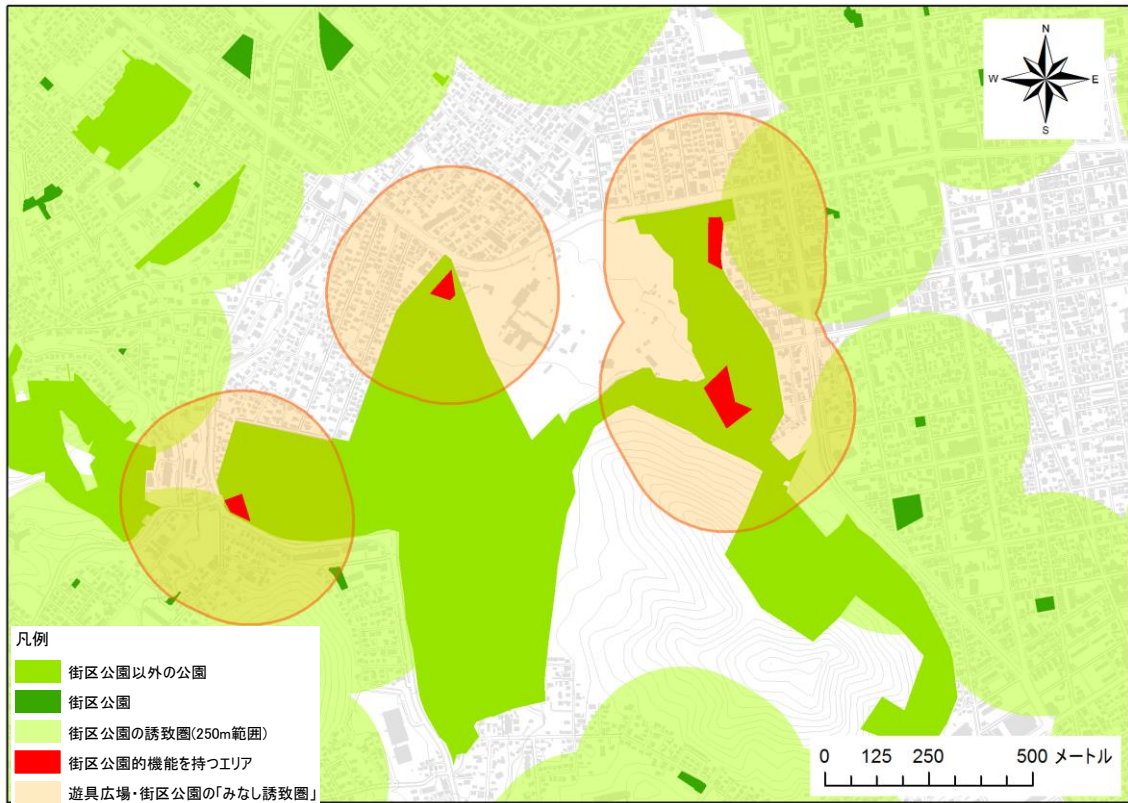 N
W E
S
凡例
街区公園以外の公園
街区公園
街区公園の誘致圏(250m範囲)
街区公園的機能を持つエリア
遊具広場・街区公園の「みなし誘致圏」
0 125 250 500 メートル